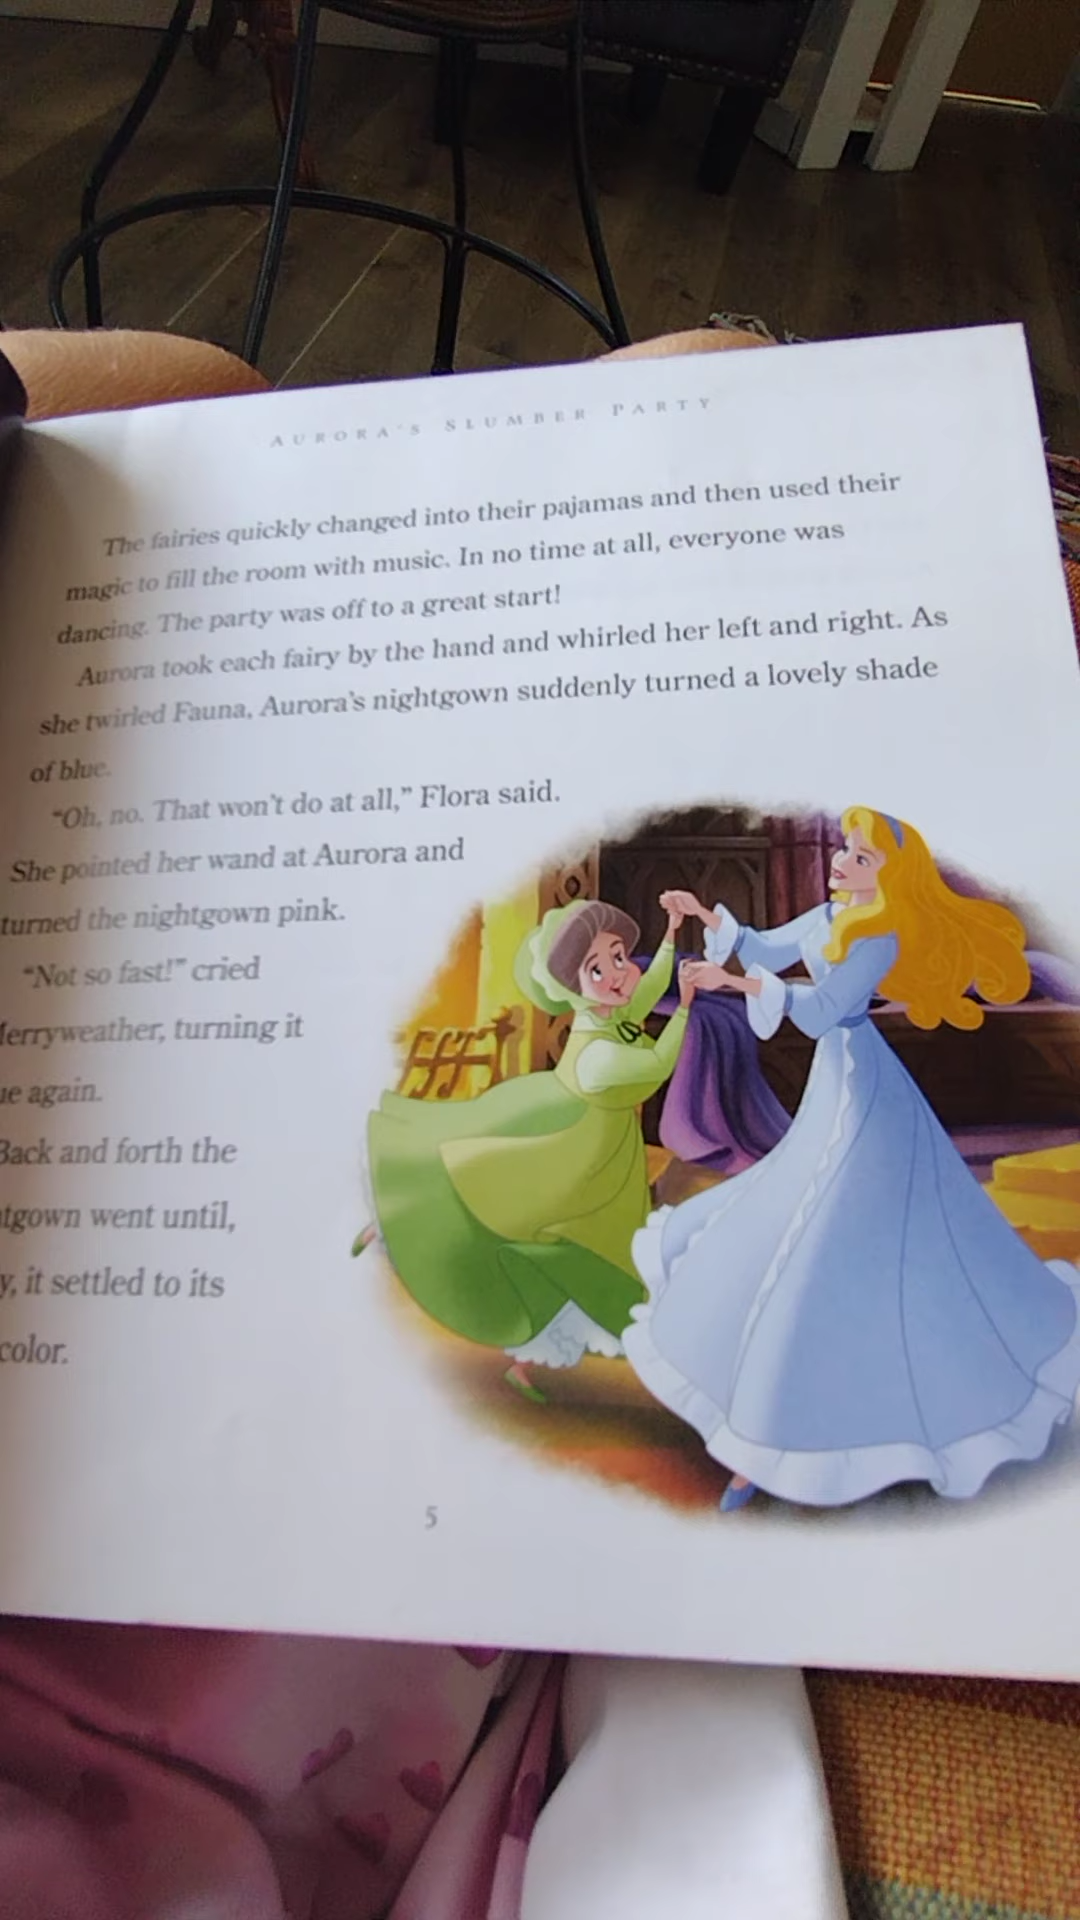 AURORA'S SLUMBER PARTY
The fairies quickly changed into their pajamas and then used their
magic to fill the room with music. In no time at all, everyone was
dancing. The party was off to a great start!
Aurora took each fairy by the hand and whirled her left and right. As
she twirled Fauna, Aurora's nightgown suddenly turned a lovely shade
of blue.
“Oh, no. That won't do at all,” Flora said.
She pointed her wand at Aurora and
turned the nightgown pink.
“Not so fast!” cried
erryweather, turning it
ue again.
Back and forth the
tgown went until,
y, it settled to its
color.
5